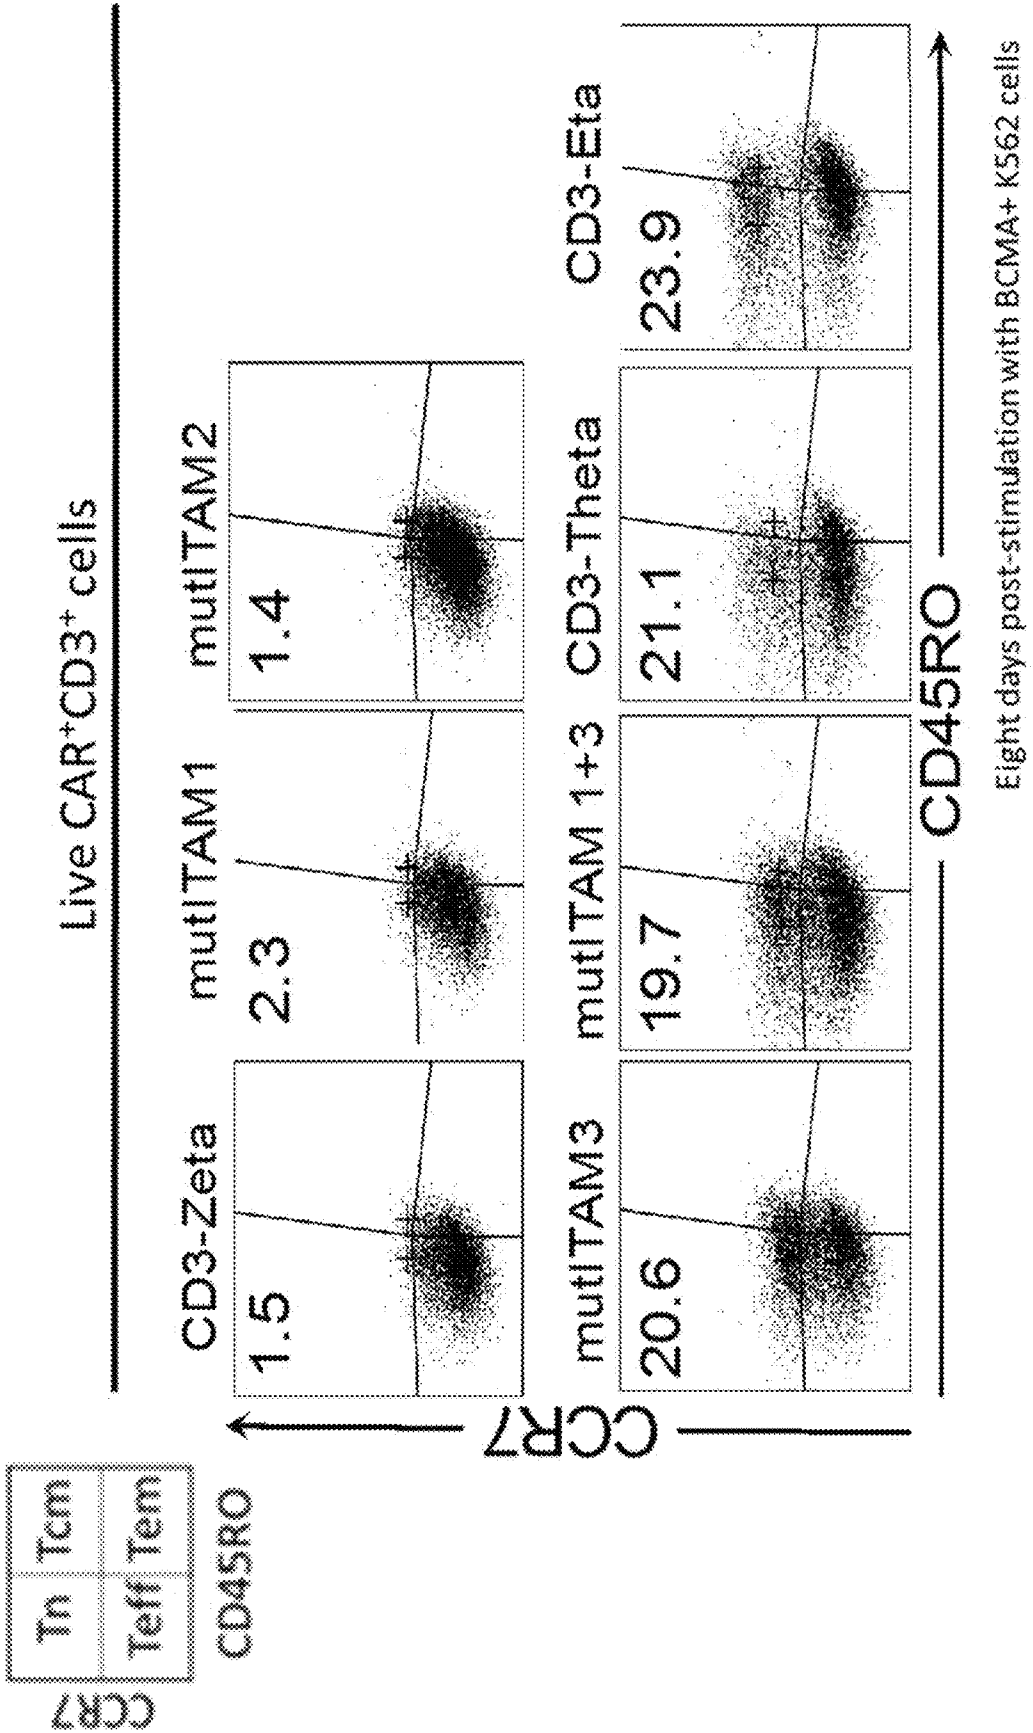 CCR7
Tn Tcm
Teff Tem
CD45RO
Live CAR⁺CD3⁺ cells
CD3-Zeta
mutITAM1
mutITAM2
1.5
2.3
1.4
CCR7
mutITAM3
mutITAM 1+3
CD3-Theta
CD3-Eta
20.6
19.7
21.1
23.9
CD45RO
Eight days post-stimulation with BCMA+ K562 cells